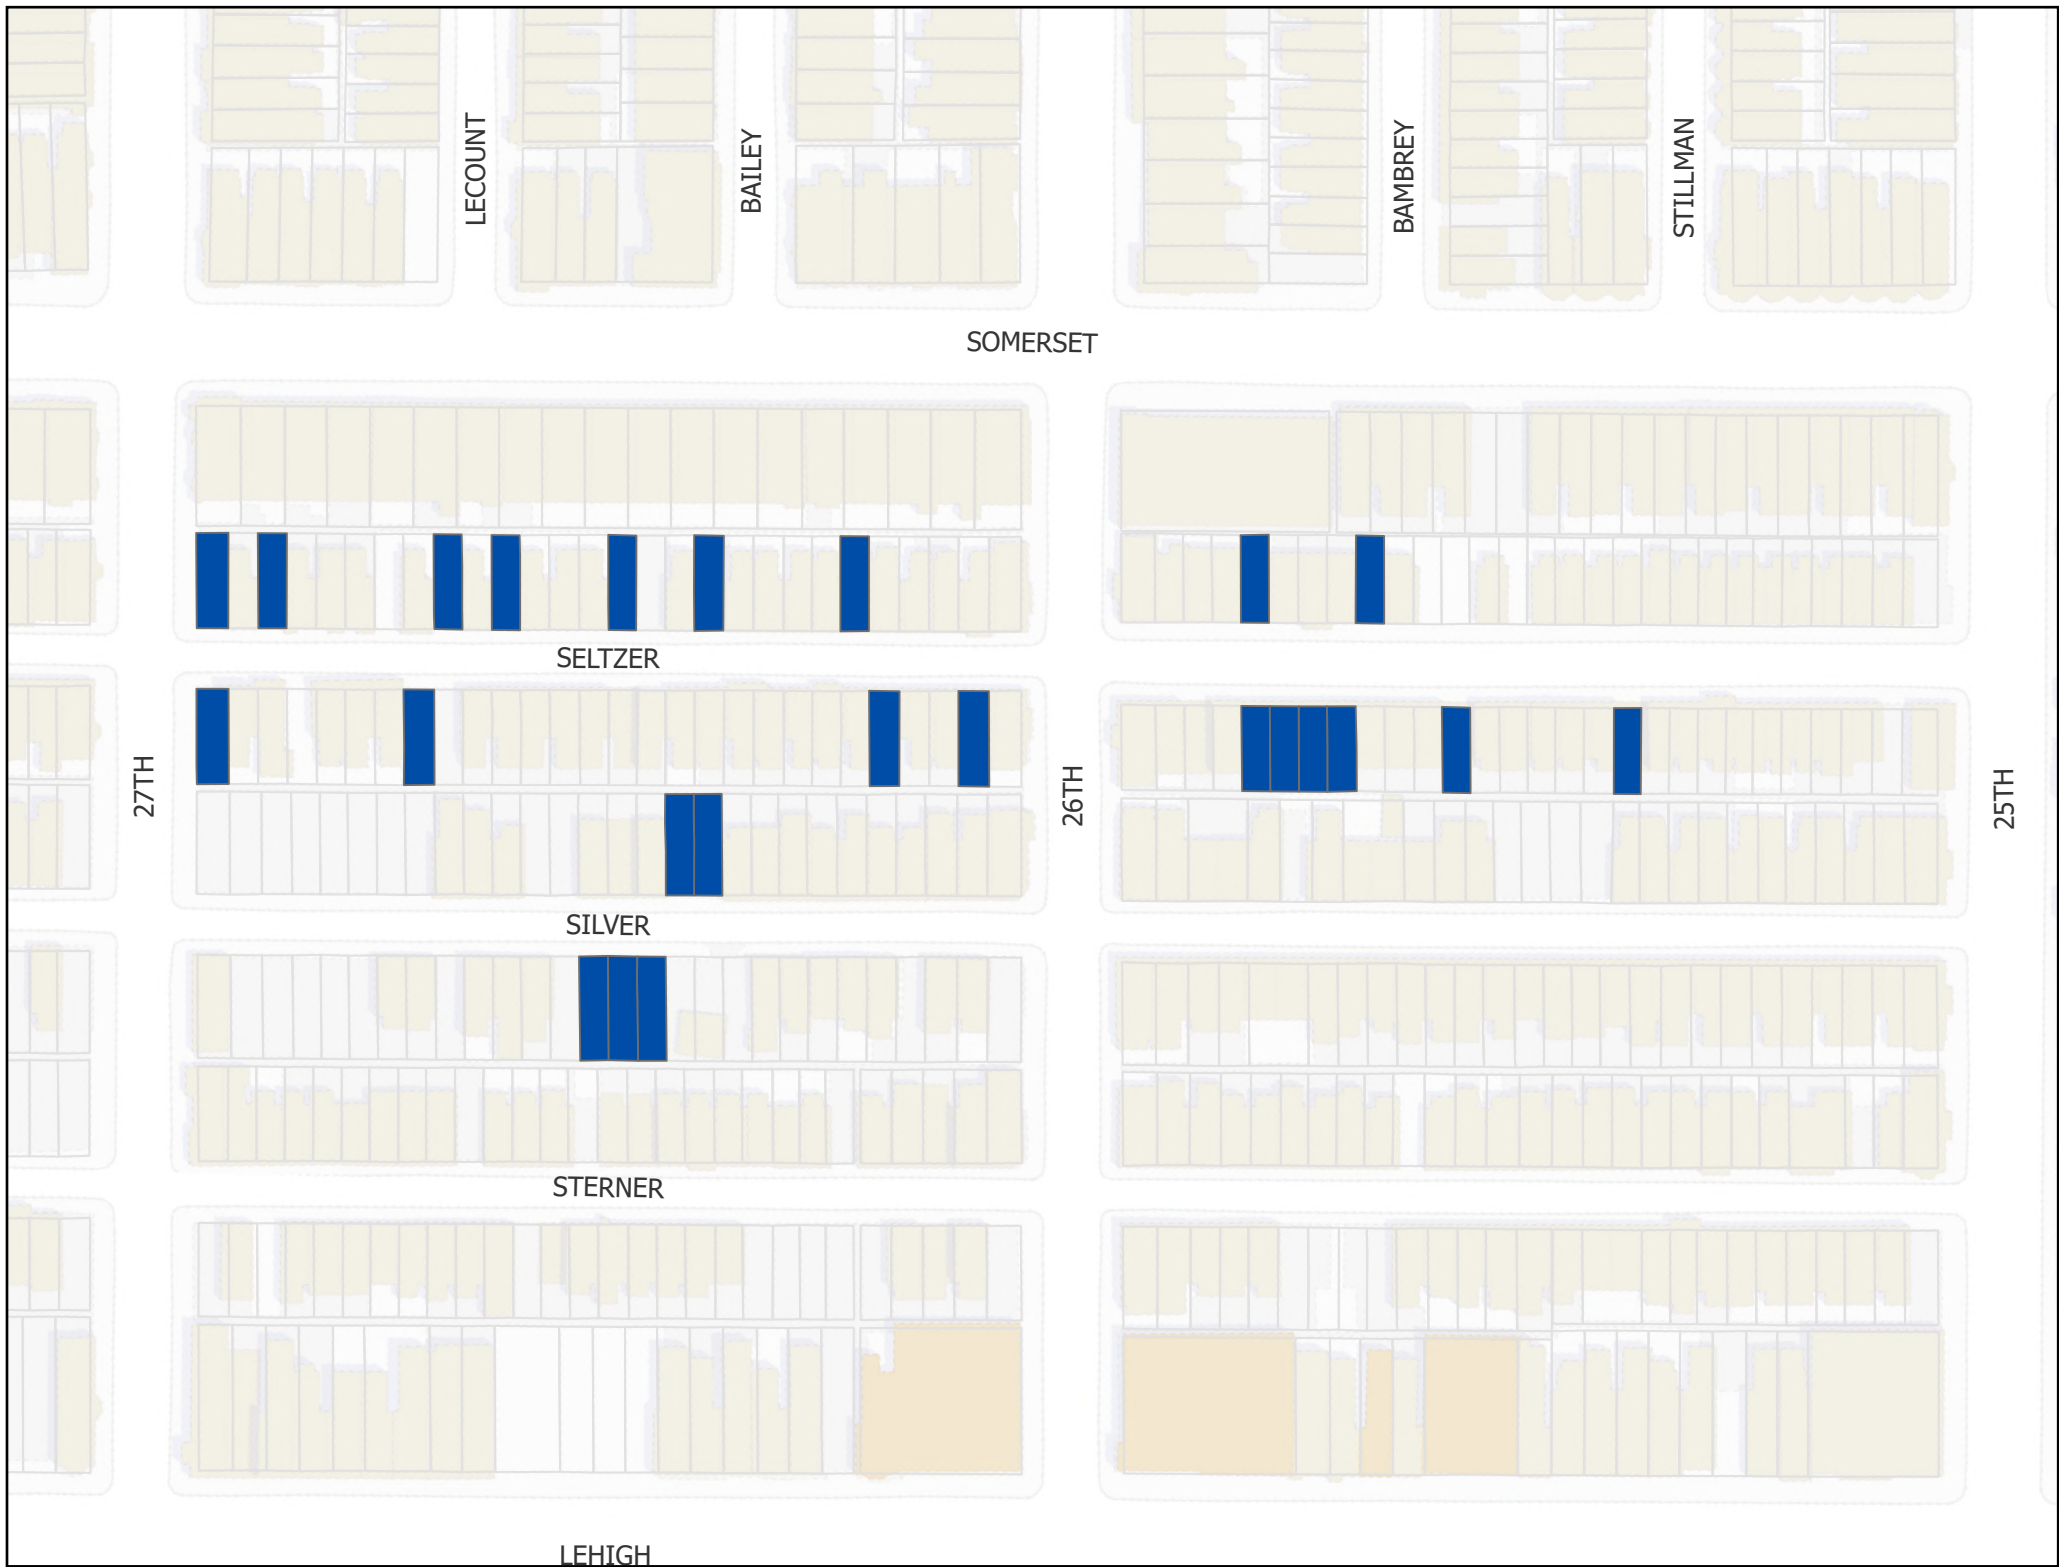 LECOUNT
BAILEY
BAMBREY
STILLMAN
SOMERSET
SELTZER
27TH
26TH
25TH
SILVER
STERNER
LEHIGH